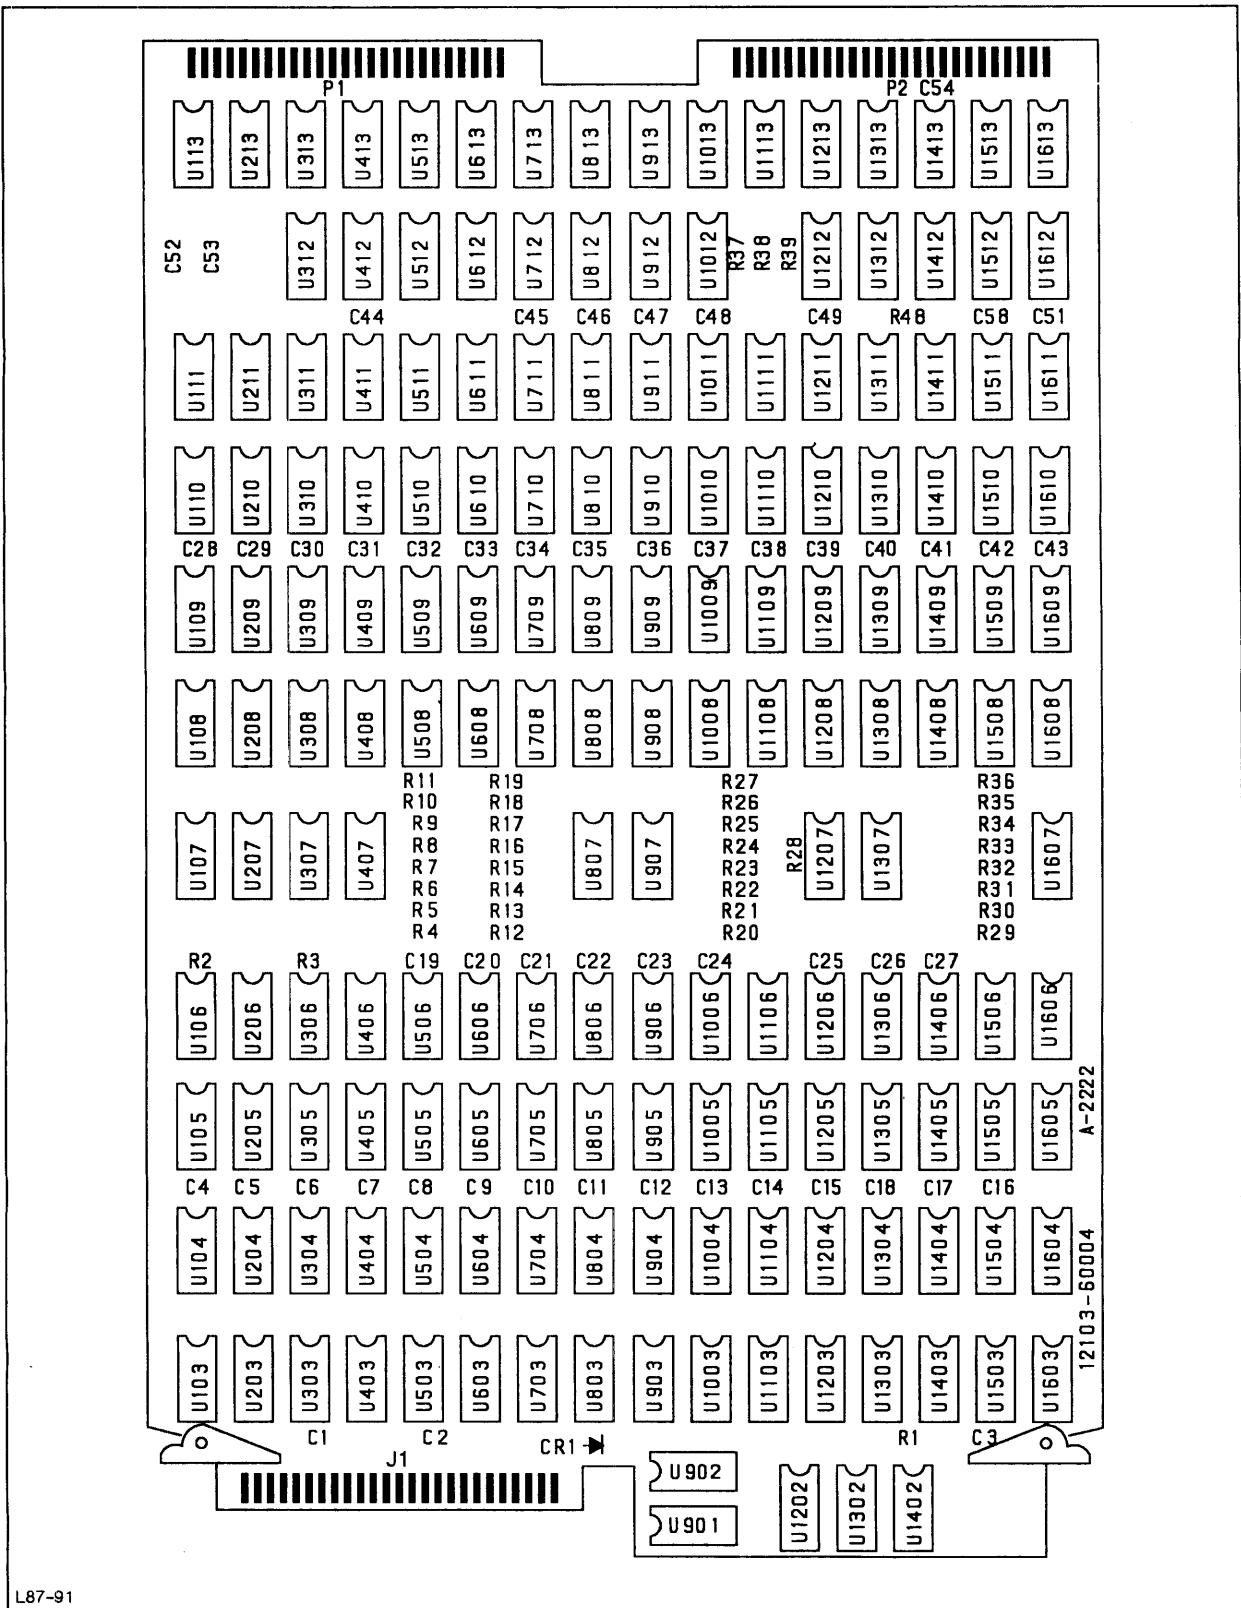 P1 P2 C54
U113 U213 U313 U413 U513 U613 U713 U813 U913 U1013 U1113 U1213 U1313 U1413 U1513 U1613
C52 C53 U312 U412 U512 U612 U712 U812 U912 U1012 R37 R38 R39 U1212 U1312 U1412 U1512 U1612
C44 C45 C46 C47 C48 C49 R48 C58 C51
U111 U211 U311 U411 U511 U611 U711 U811 U911 U1011 U1111 U1211 U1311 U1411 U1511 U1611
U110 U210 U310 U410 U510 U610 U710 U810 U910 U1010 U1110 U1210 U1310 U1410 U1510 U1610
C28 C29 C30 C31 C32 C33 C34 C35 C36 C37 C38 C39 C40 C41 C42 C43
U109 U209 U309 U409 U509 U609 U709 U809 U909 U1009 U1109 U1209 U1309 U1409 U1509 U1609
U108 U208 U308 U408 U508 U608 U708 U808 U908 U1008 U1108 U1208 U1308 U1408 U1508 U1608
R11 R19 R27 R36
R10 R18 R26 R35
R9 R17 R25 R34
R8 R16 R24 R33
R7 R15 R23 R32
R6 R14 R22 R31
R5 R13 R21 R30
R4 R12 R20 R29
U107 U207 U307 U407 U807 U907 R28 U1207 U1307 U1607
R2 R3 C19 C20 C21 C22 C23 C24 C25 C26 C27
U106 U206 U306 U406 U506 U606 U706 U806 U906 U1006 U1106 U1206 U1306 U1406 U1506 U1606
U105 U205 U305 U405 U505 U605 U705 U805 U905 U1005 U1105 U1205 U1305 U1405 U1505 U1605
A-2222
C4 C5 C6 C7 C8 C9 C10 C11 C12 C13 C14 C15 C18 C17 C16
U104 U204 U304 U404 U504 U604 U704 U804 U904 U1004 U1104 U1204 U1304 U1404 U1504 U1604
12103-60004
U103 U203 U303 U403 U503 U603 U703 U803 U903 U1003 U1103 U1203 U1303 U1403 U1503 U1603
C1 C2 CR1 R1 C3
J1
U902
U901
U1202 U1302 U1402
L87-91